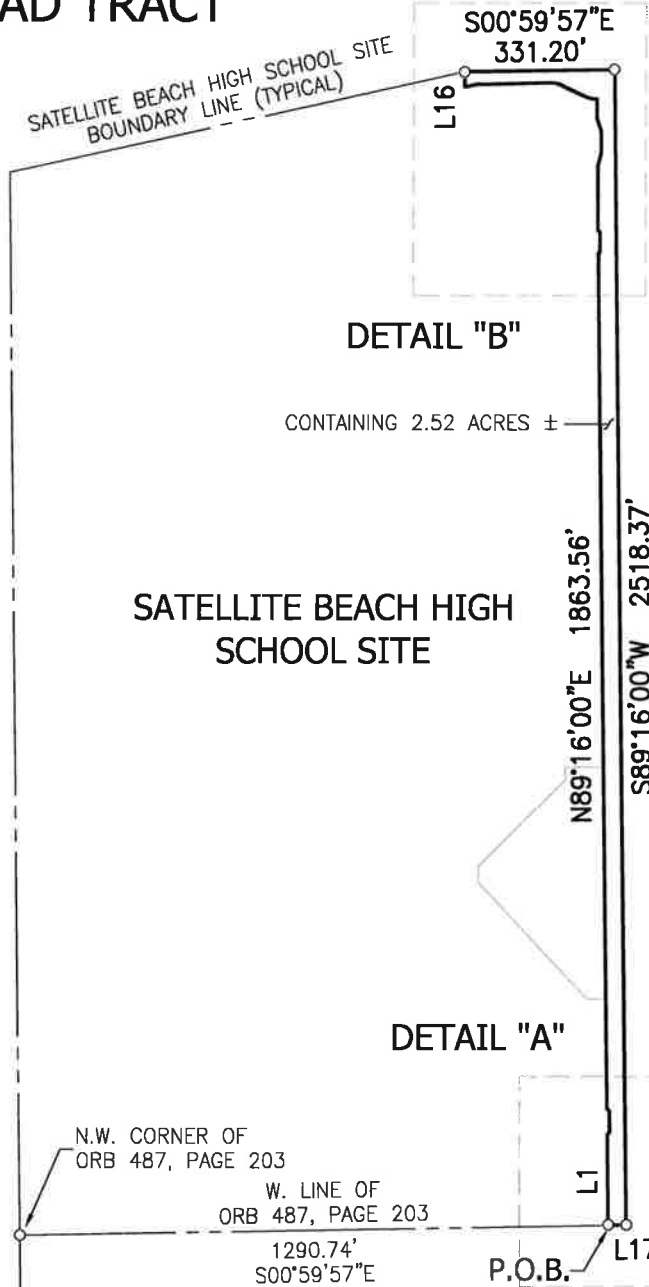 AD TRACT
S00°59'57"E
331.20'
SATELLITE BEACH HIGH SCHOOL SITE
BOUNDARY LINE (TYPICAL)
L16
DETAIL "B"
CONTAINING 2.52 ACRES ±
N89°16'00"E 1863.56'
S89°16'00"W 2518.37'
SATELLITE BEACH HIGH
SCHOOL SITE
DETAIL "A"
N.W. CORNER OF
ORB 487, PAGE 203
W. LINE OF
ORB 487, PAGE 203
1290.74'
S00°59'57"E
L1
P.O.B.
L17